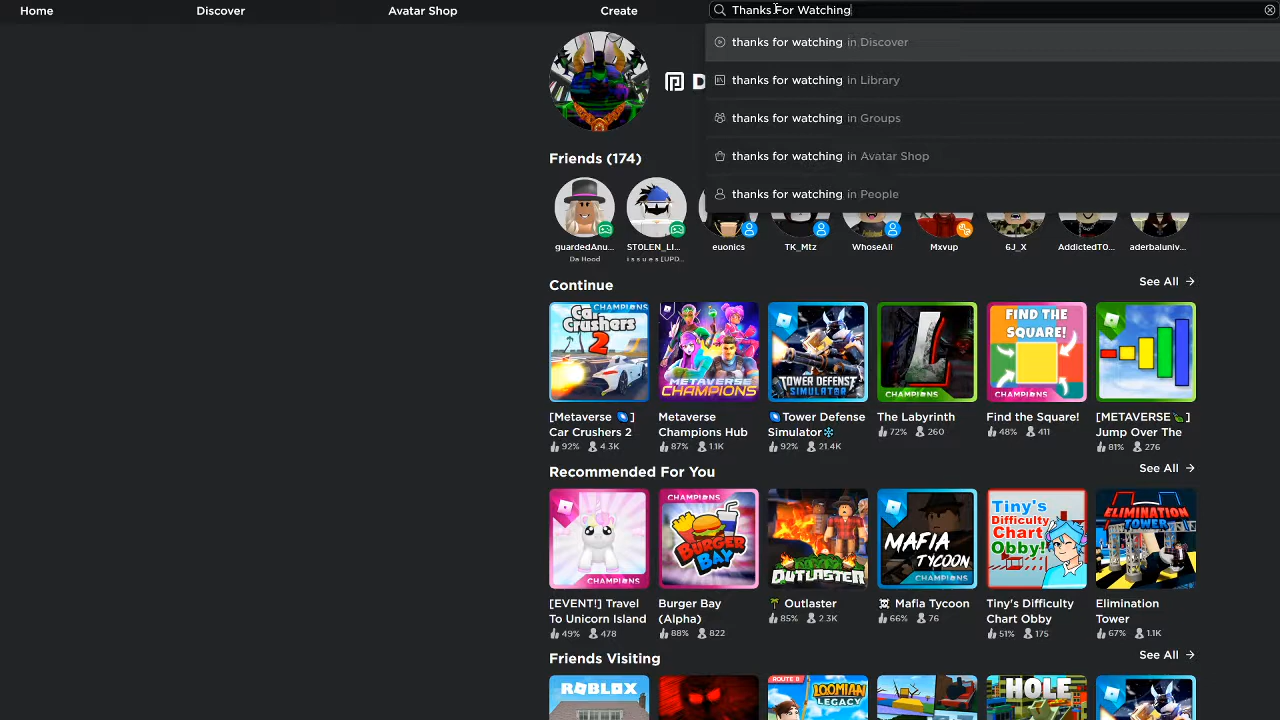 Home
Discover
Avatar Shop
Create
Thanks For Watching
thanks for watching in Discover
thanks for watching in Library
thanks for watching in Groups
thanks for watching in Avatar Shop
thanks for watching in People
D
Friends (174)
guardedAnu...
Da Hood
STOLEN_LI...
i s s u e s [UPD...
euonics
TK_Mtz
WhoseAli
Mxvup
6J_X
AddictedTO...
aderbaluniv...
Continue
See All
CHAMPIONS
Car Crushers 2
METAVERSE CHAMPIONS
TOWER DEFENSE SIMULATOR
L
CHAMPIONS
FIND THE SQUARE!
CHAMPIONS
[Metaverse ] Car Crushers 2
92% 4.3K
Metaverse Champions Hub
87% 1.1K
Tower Defense Simulator
92% 21.4K
The Labyrinth
72% 260
Find the Square!
48% 411
[METAVERSE ] Jump Over The
81% 276
Recommended For You
See All
CHAMPIONS
CHAMPIONS
BURGER BAY
OUTLASTER
MAFIA TYCOON
CHAMPIONS
Tiny's Difficulty Chart Obby!
ELIMINATION TOWER
[EVENT!] Travel To Unicorn Island
49% 478
Burger Bay (Alpha)
88% 822
Outlaster
85% 2.3K
Mafia Tycoon
66% 76
Tiny's Difficulty Chart Obby
51% 175
Elimination Tower
67% 1.1K
Friends Visiting
See All
ROBLOX
ROUTE 8
LOOMIAN LEGACY
HOLE